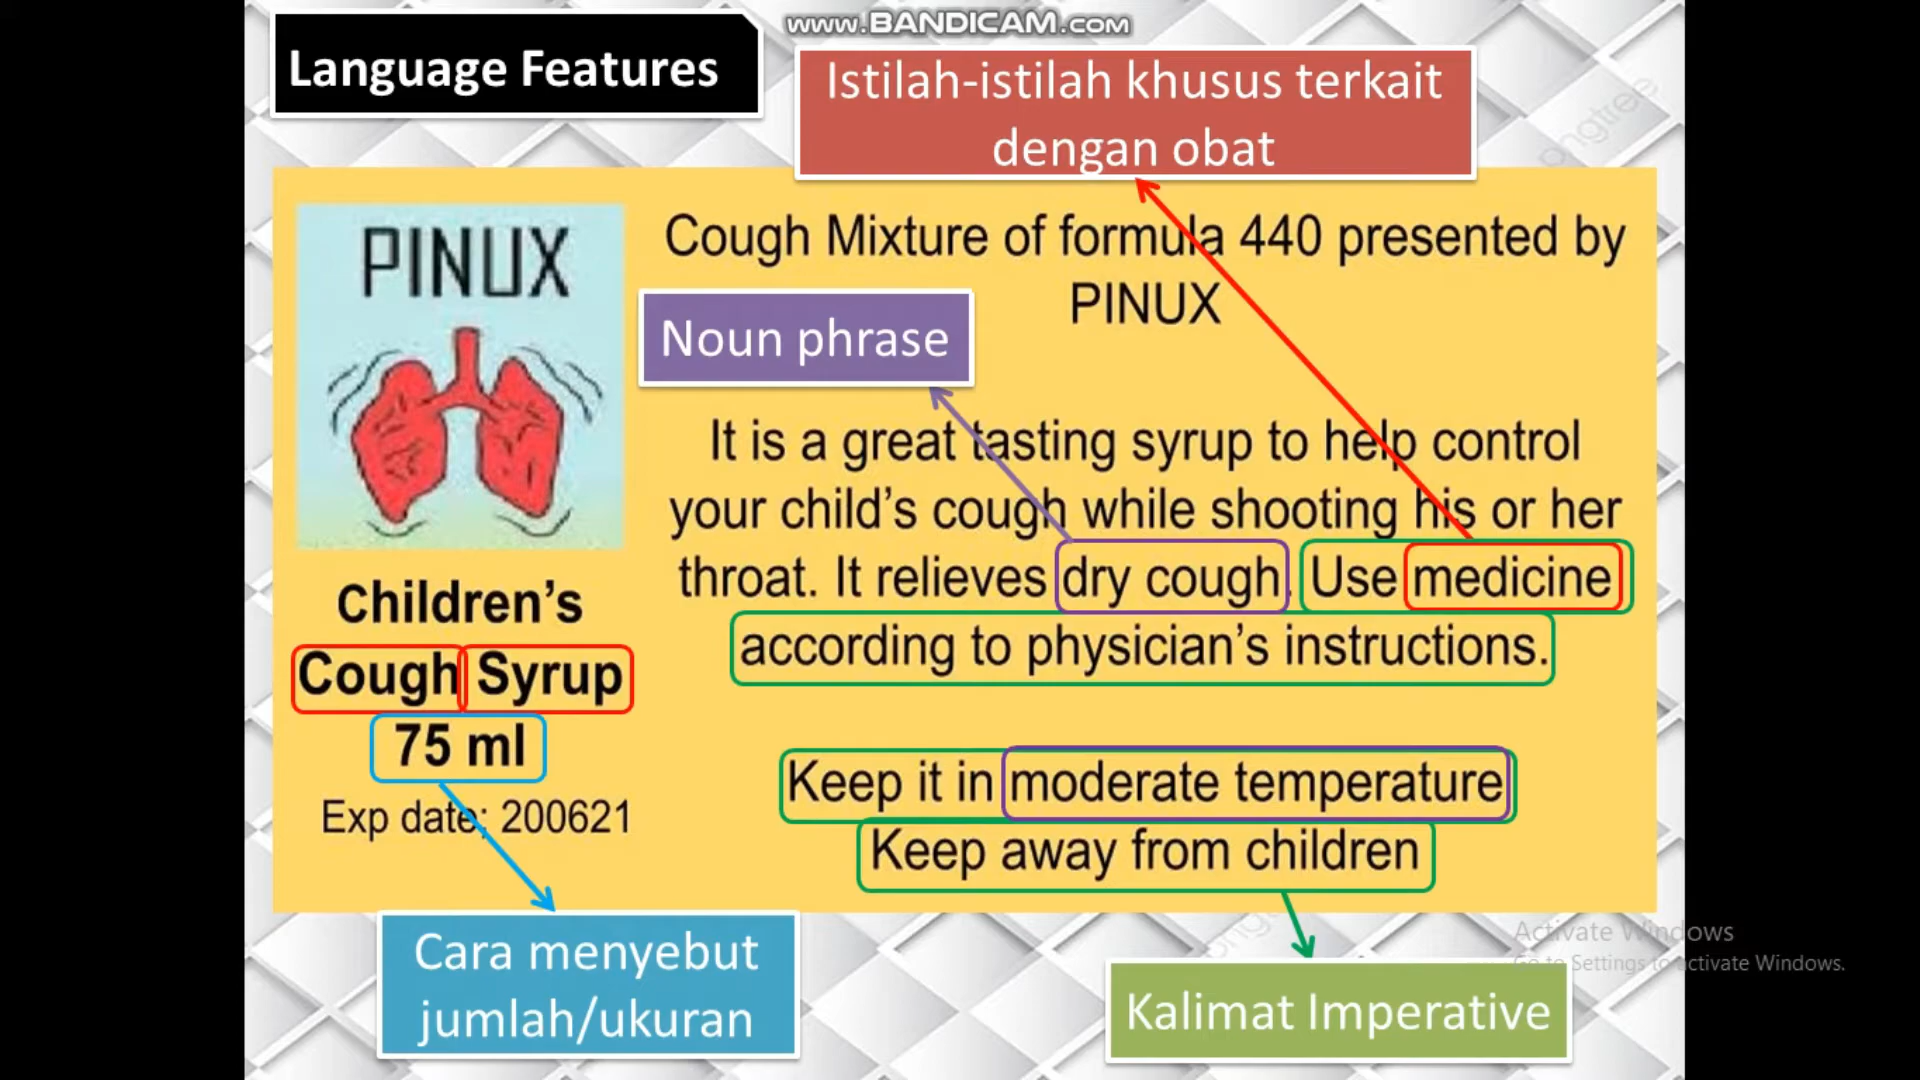 www.BANDICAM.com
Language Features
Istilah-istilah khusus terkait
dengan obat
PINUX
Cough Mixture of formula 440 presented by
PINUX
Noun phrase
It is a great tasting syrup to help control
your child's cough while shooting his or her
throat. It relieves dry cough. Use medicine
according to physician's instructions.
Children's
Cough Syrup
75 ml
Exp date; 200621
Keep it in moderate temperature
Keep away from children
Cara menyebut
jumlah/ukuran
Kalimat Imperative
Activate Windows
Go to Settings to activate Windows.